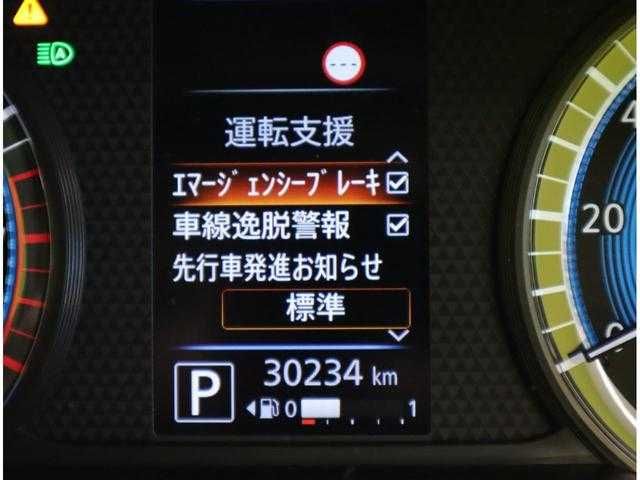 ---
運転支援
ｴﾏｰｼﾞｪﾝｼｰﾌﾞﾚｰｷ
車線逸脱警報
先行車発進お知らせ
標準
P
30234 km
0 1
A
4
20
0